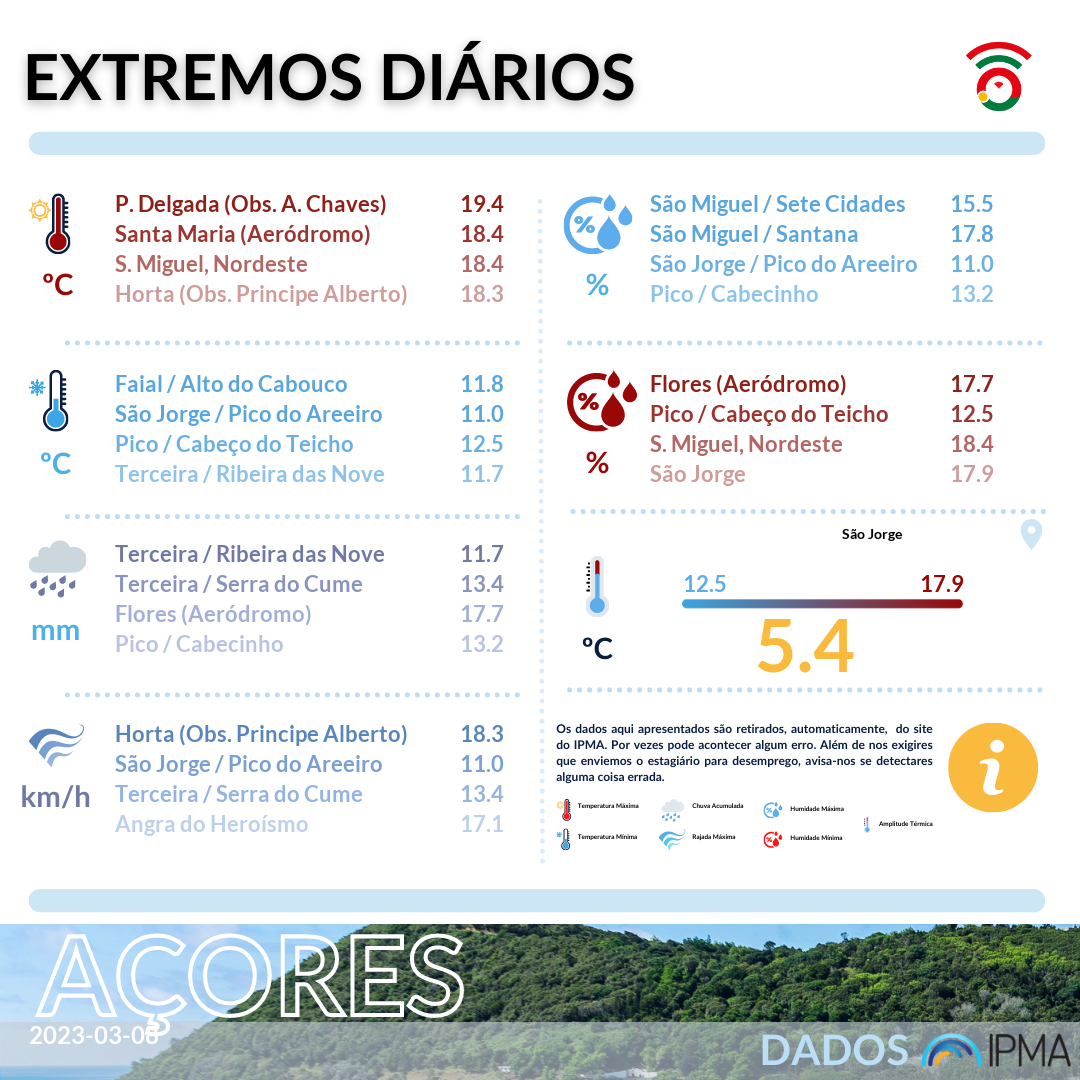 EXTREMOS DIÁRIOS
P. Delgada (Obs. A. Chaves) 19.4
Santa Maria (Aeródromo) 18.4
S. Miguel, Nordeste 18.4
Horta (Obs. Principe Alberto) 18.3
ºC
Faial / Alto do Cabouco 11.8
São Jorge / Pico do Areeiro 11.0
Pico / Cabeço do Teicho 12.5
Terceira / Ribeira das Nove 11.7
ºC
Terceira / Ribeira das Nove 11.7
Terceira / Serra do Cume 13.4
Flores (Aeródromo) 17.7
Pico / Cabecinho 13.2
mm
Horta (Obs. Principe Alberto) 18.3
São Jorge / Pico do Areeiro 11.0
Terceira / Serra do Cume 13.4
Angra do Heroísmo 17.1
km/h
%
São Miguel / Sete Cidades 15.5
São Miguel / Santana 17.8
São Jorge / Pico do Areeiro 11.0
Pico / Cabecinho 13.2
%
%
Flores (Aeródromo) 17.7
Pico / Cabeço do Teicho 12.5
S. Miguel, Nordeste 18.4
São Jorge 17.9
%
São Jorge
12.5 17.9
5.4
ºC
Os dados aqui apresentados são retirados, automaticamente, do site
do IPMA. Por vezes pode acontecer algum erro. Além de nos exigires
que enviemos o estagiário para desemprego, avisa-nos se detectares
alguma coisa errada.
i
Temperatura Máxima Chuva Acumulada Humidade Máxima
Amplitude Térmica
Temperatura Mínima Rajada Máxima Humidade Mínima
AÇORES
2023-03-08
DADOS IPMA